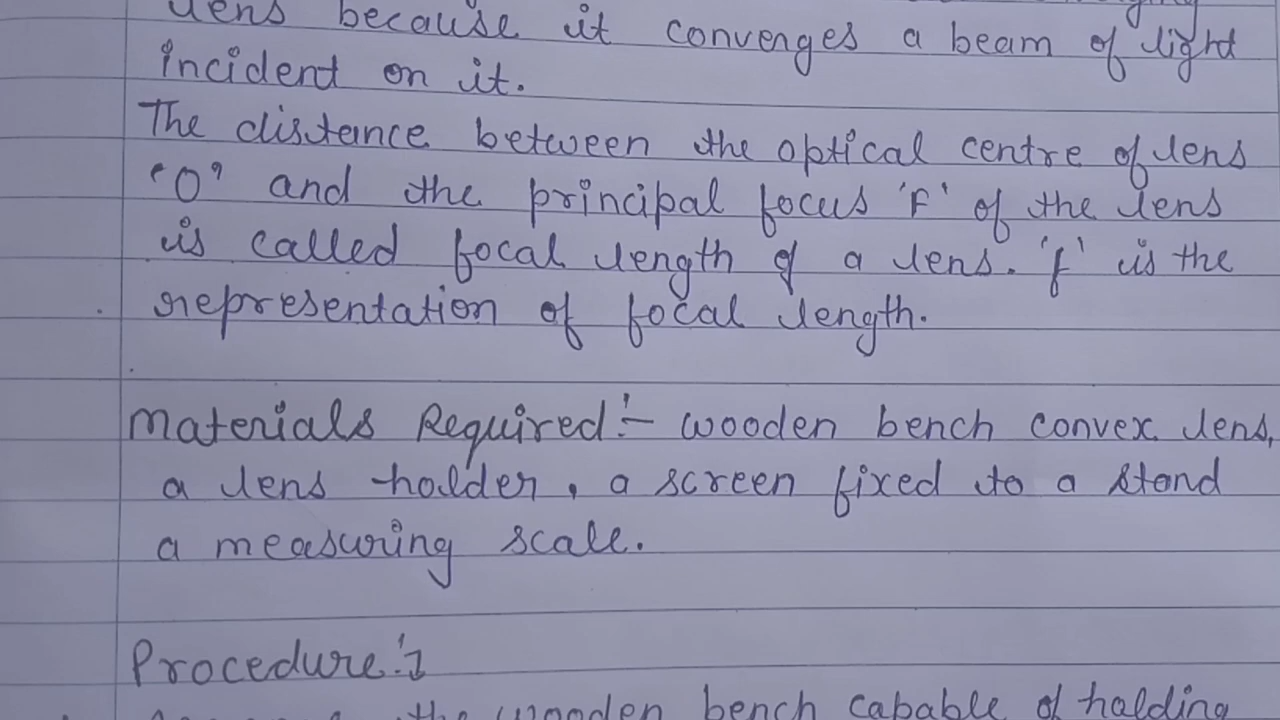 lens because it converges a beam of light
incident on it.
The distance between the optical centre of lens
'O' and the principal focus 'F' of the lens
is called focal length of a lens. 'f' is the
representation of focal length.
Materials Required:- wooden bench convex lens,
a lens holder, a screen fixed to a stand
a measuring scale.
Procedure:-
the wooden bench capable of holding